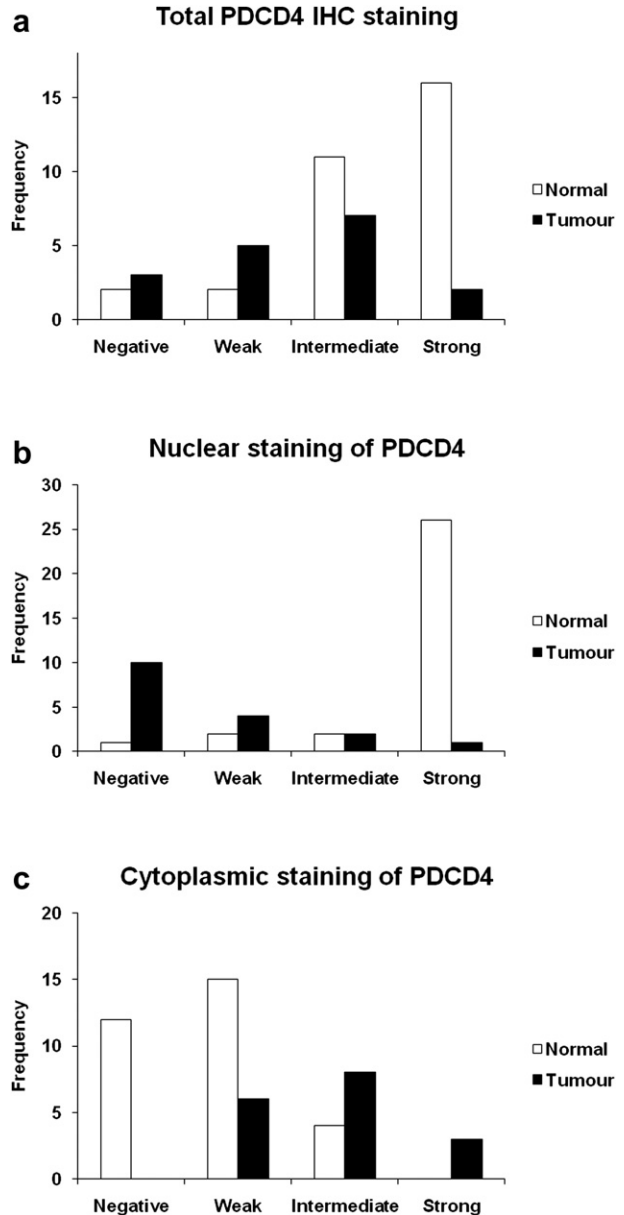 a Total PDCD4 IHC staining
15
10
5
0
Frequency
Negative Weak Intermediate Strong
Normal
Tumour
b Nuclear staining of PDCD4
30
25
20
15
10
5
0
Frequency
Negative Weak Intermediate Strong
Normal
Tumour
c Cytoplasmic staining of PDCD4
20
15
10
5
0
Frequency
Negative Weak Intermediate Strong
Normal
Tumour